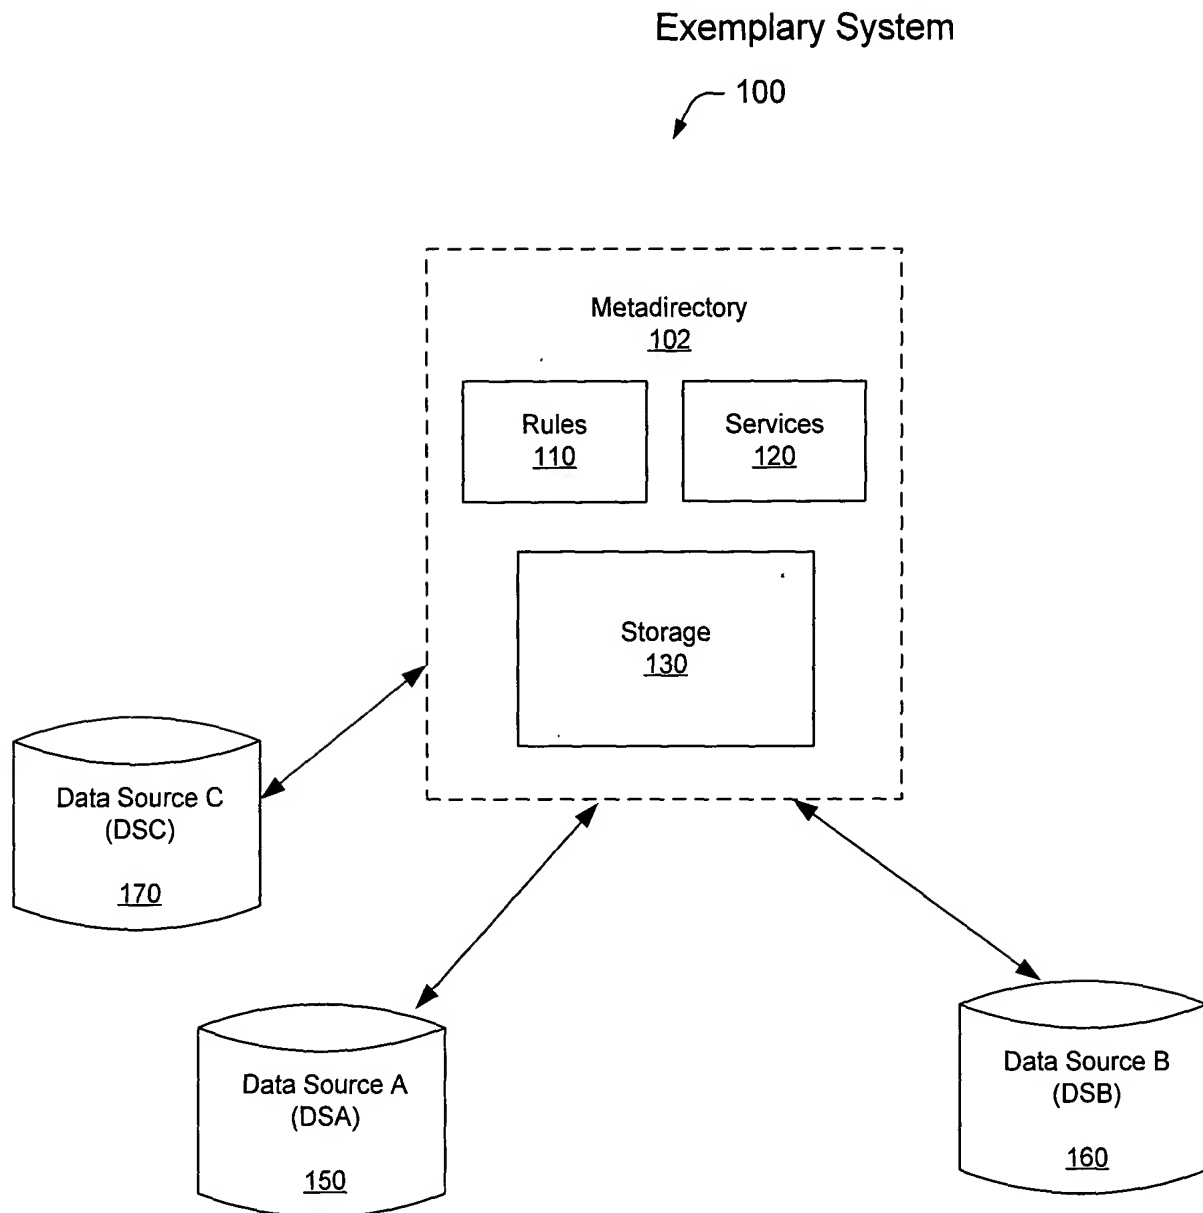 Exemplary System
100
Metadirectory
102
Rules
110
Services
120
Storage
130
Data Source C
(DSC)
170
Data Source A
(DSA)
150
Data Source B
(DSB)
160